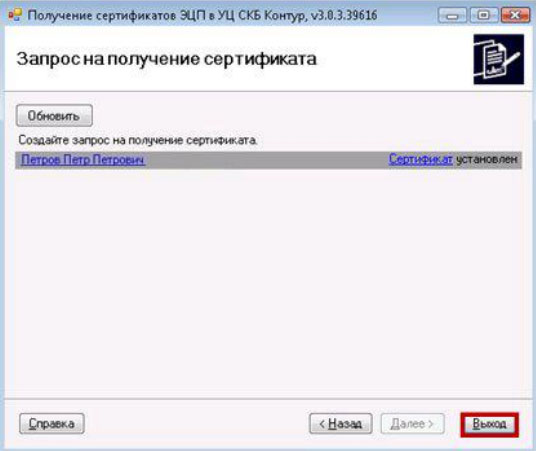 Получение сертификатов ЭЦП в УЦ СКБ Контур, v3.0.3.39616
Запрос на получение сертификата
Обновить
Создайте запрос на получение сертификата.
Петров Петр Петрович Сертификат установлен
Справка < Назад Далее > Выход